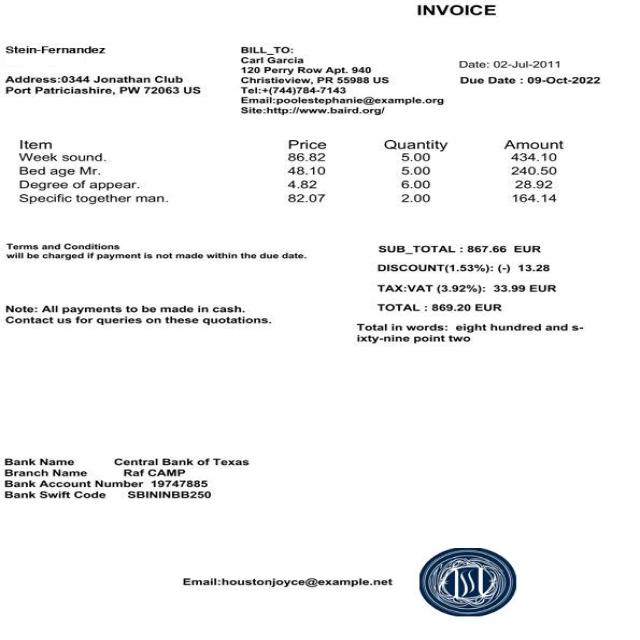 INVOICE
Stein-Fernandez
Address:0344 Jonathan Club
Port Patriciashire, PW 72063 US
BILL_TO:
Carl Garcia
120 Perry Row Apt. 940
Christieview, PR 55988 US
Tel:+(744)784-7143
Email:poolestephanie@example.org
Site:http://www.baird.org/
Date: 02-Jul-2011
Due Date : 09-Oct-2022
Item Price Quantity Amount
Week sound. 86.82 5.00 434.10
Bed age Mr. 48.10 5.00 240.50
Degree of appear. 4.82 6.00 28.92
Specific together man. 82.07 2.00 164.14
Terms and Conditions
will be charged if payment is not made within the due date.
SUB_TOTAL : 867.66 EUR
DISCOUNT(1.53%): (-) 13.28
TAX:VAT (3.92%): 33.99 EUR
TOTAL : 869.20 EUR
Total in words: eight hundred and s-
ixty-nine point two
Note: All payments to be made in cash.
Contact us for queries on these quotations.
Bank Name Central Bank of Texas
Branch Name Raf CAMP
Bank Account Number 19747885
Bank Swift Code SBININBB250
Email:houstonjoyce@example.net